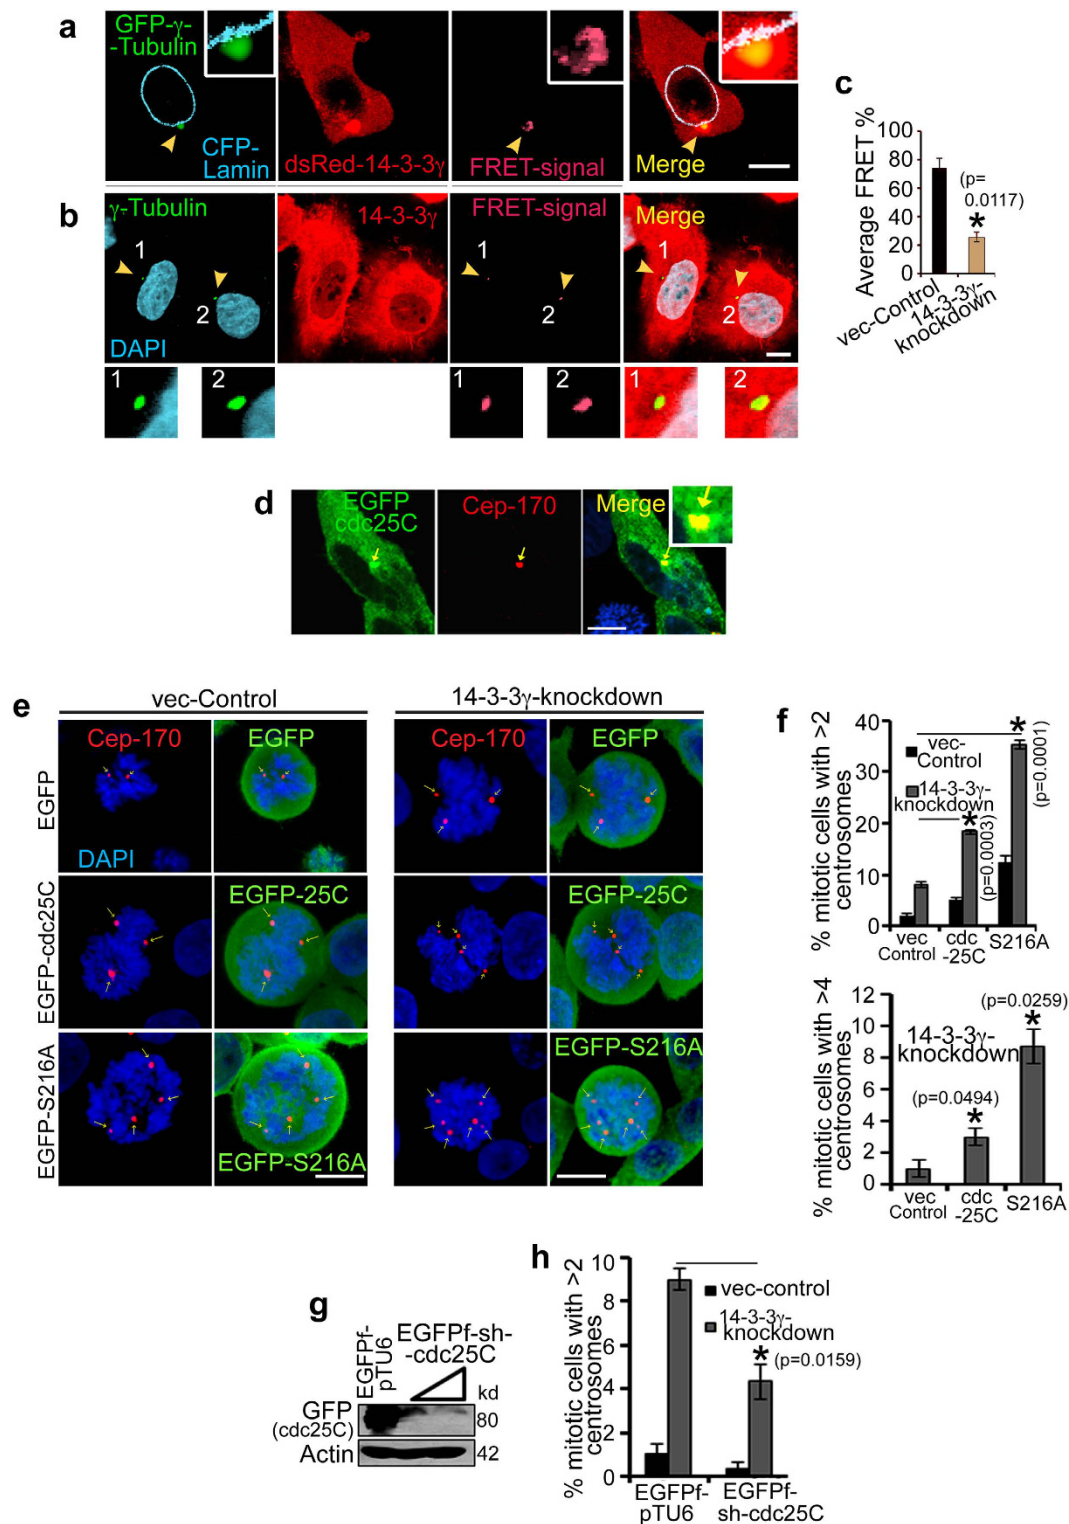 a
GFP-γ-
-Tubulin
CFP-
Lamin
dsRed-14-3-3γ
FRET-signal
Merge
b
γ-Tubulin
1
2
DAPI
14-3-3γ
FRET-signal
1
2
Merge
1
2
1
2
1
2
1
2
c
Average FRET %
100
80
60
40
20
0
(p=
0.0117)
*
vec-Control
14-3-3γ-
knockdown
d
EGFP
cdc25C
Cep-170
Merge
e
vec-Control
14-3-3γ-knockdown
EGFP
Cep-170
DAPI
EGFP
Cep-170
EGFP
EGFP-cdc25C
EGFP-25C
EGFP-25C
EGFP-S216A
EGFP-S216A
EGFP-S216A
f
% mitotic cells with >2
centrosomes
40
30
20
10
0
vec-
Control
14-3-3γ-
knockdown
*
(p=0.0003)
*
(p=0.0001)
vec
Control
cdc
-25C
S216A
% mitotic cells with >4
centrosomes
12
10
8
6
4
2
0
(p=0.0259)
14-3-3γ-
knockdown
*
(p=0.0494)
*
vec
Control
cdc
-25C
S216A
g
EGFPf-
pTU6
EGFPf-sh-
-cdc25C
kd
GFP
(cdc25C)
80
Actin
42
h
% mitotic cells with >2
centrosomes
10
8
6
4
2
0
vec-control
14-3-3γ-
knockdown
*
(p=0.0159)
EGFPf-
pTU6
EGFPf-
sh-cdc25C